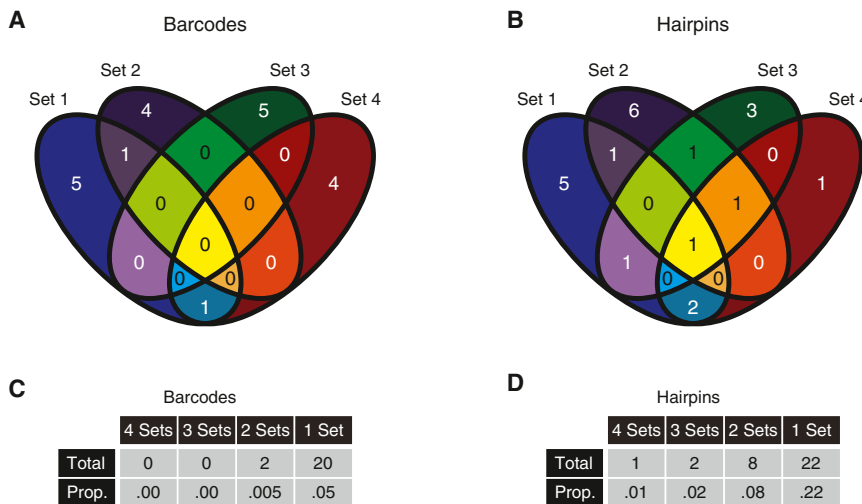 A
Barcodes
Set 1
Set 2
Set 3
Set 4
4
5
1
0
0
5
4
0
0
0
0
0
0
0
1
B
Hairpins
Set 1
Set 2
Set 3
Set 4
6
3
1
1
0
5
1
0
1
1
1
0
0
0
2
C
Barcodes
4 Sets 3 Sets 2 Sets 1 Set
Total 0 0 2 20
Prop. .00 .00 .005 .05
D
Hairpins
4 Sets 3 Sets 2 Sets 1 Set
Total 1 2 8 22
Prop. .01 .02 .08 .22